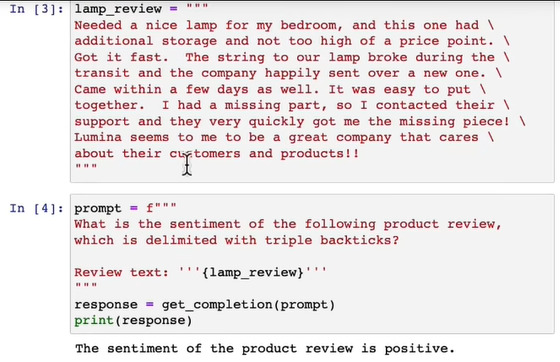 In [3]: lamp_review = """
Needed a nice lamp for my bedroom, and this one had \
additional storage and not too high of a price point. \
Got it fast.  The string to our lamp broke during the \
transit and the company happily sent over a new one. \
Came within a few days as well. It was easy to put \
together.  I had a missing part, so I contacted their \
support and they very quickly got me the missing piece! \
Lumina seems to me to be a great company that cares \
about their customers and products!!
"""
In [4]: prompt = f"""
What is the sentiment of the following product review,
which is delimited with triple backticks?

Review text: '''{lamp_review}'''
"""
response = get_completion(prompt)
print(response)
The sentiment of the product review is positive.